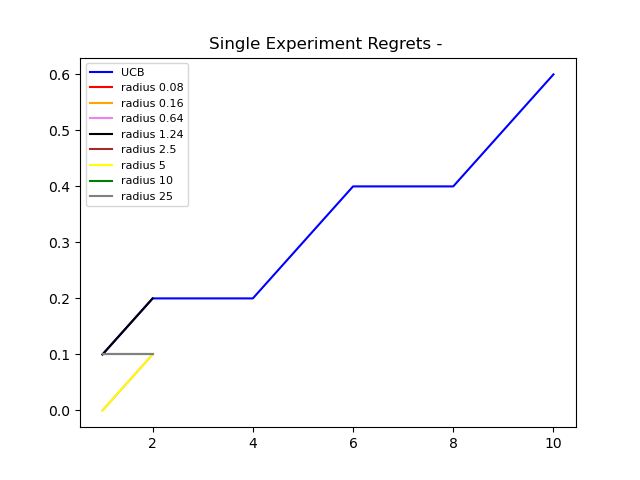 Single Experiment Regrets -
UCB
radius 0.08
radius 0.16
radius 0.64
radius 1.24
radius 2.5
radius 5
radius 10
radius 25
0.6
0.5
0.4
0.3
0.2
0.1
0.0
2 4 6 8 10